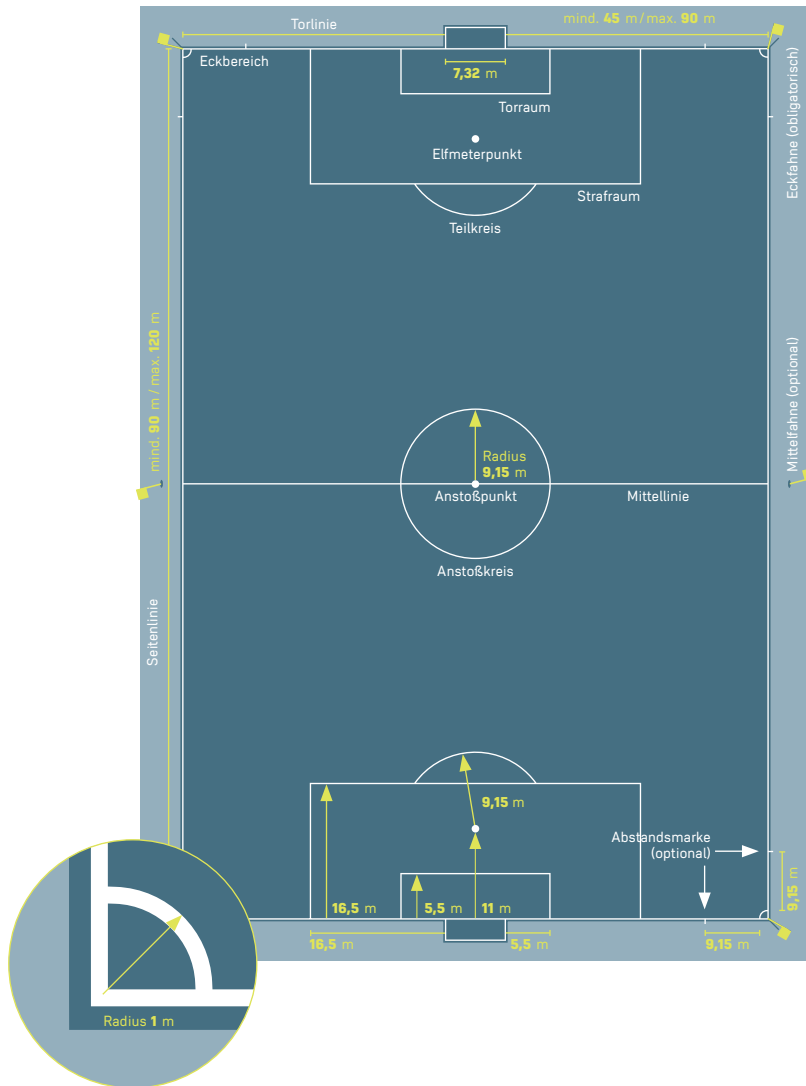 Torlinie
mind. 45 m / max. 90 m
Eckbereich
7,32 m
Torraum
Elfmeterpunkt
Strafraum
Teilkreis
Eckfahne (obligatorisch)
mind. 90 m / max. 120 m
Mittelfahne (optional)
Radius
9,15 m
Anstoßpunkt
Mittellinie
Anstoßkreis
Seitenlinie
9,15 m
Abstandsmarke
(optional)
9,15 m
16,5 m
5,5 m
11 m
16,5 m
5,5 m
9,15 m
Radius 1 m